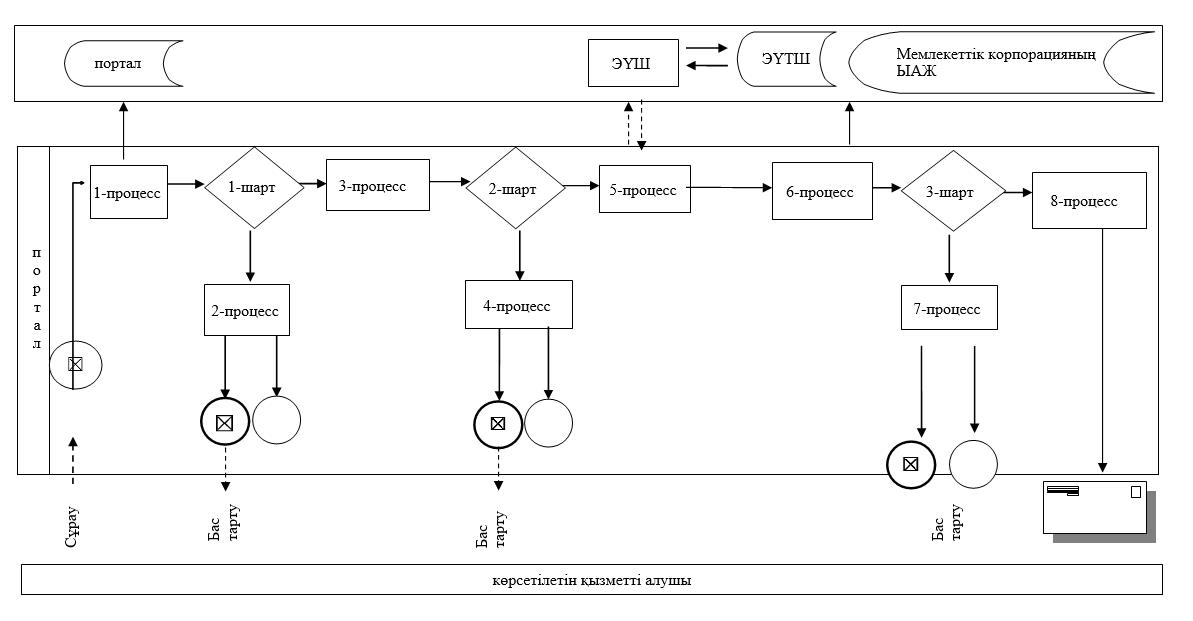 портал
ЭҮШ
ЭҮТШ
Мемлекеттік корпорацияның
ЫАЖ
портал
1-процесс
1-шарт
3-процесс
2-шарт
5-процесс
6-процесс
3-шарт
8-процесс
2-процесс
4-процесс
7-процесс
Сұрау
Бас
тарту
Бас
тарту
Бас
тарту
көрсетілетін қызметті алушы